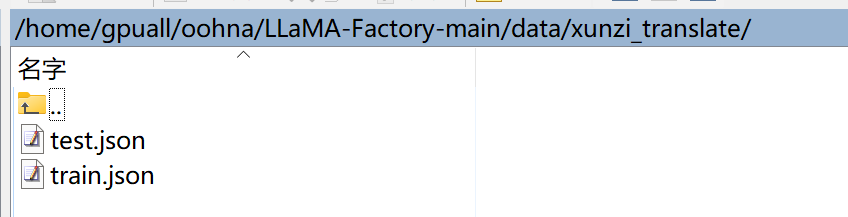 /home/gpuall/oohna/LLaMA-Factory-main/data/xunzi_translate/
名字
..
test.json
train.json